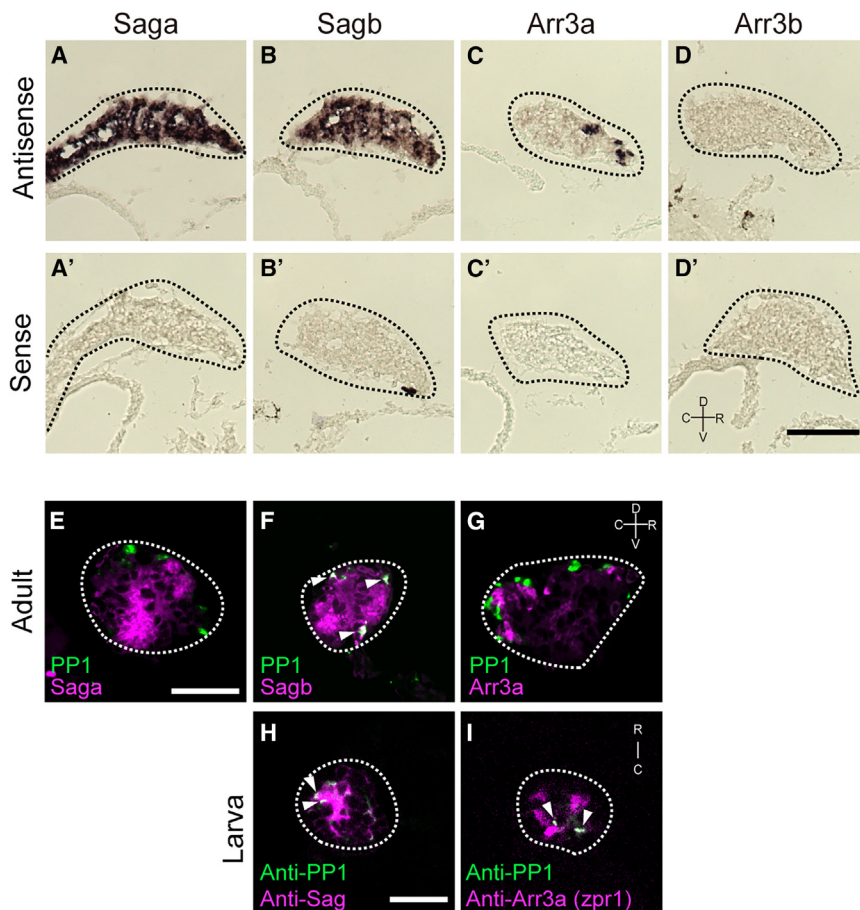 Saga Sagb Arr3a Arr3b
Antisense
A B C D
Sense
A' B' C' D'
D
C R
V
Adult
E F G
D
C R
V
PP1 PP1 PP1
Saga Sagb Arr3a
Larva
H I
R
C
Anti-PP1 Anti-PP1
Anti-Sag Anti-Arr3a (zpr1)